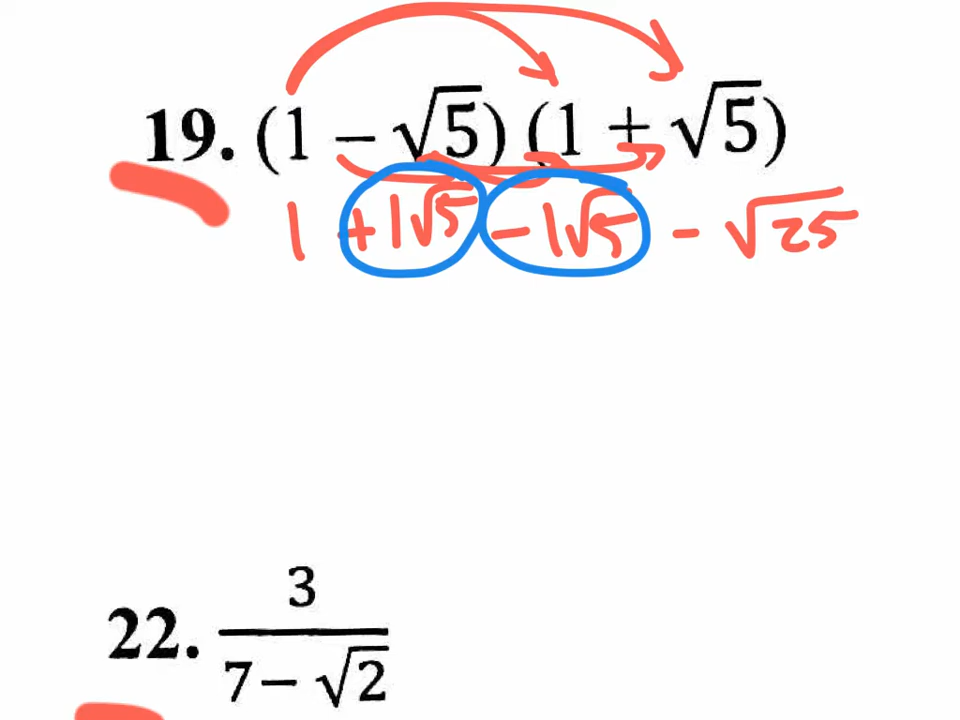 19. (1 − √5) (1 + √5)
1 + 1√5 − 1√5 − √25
22. 3
7 − √2